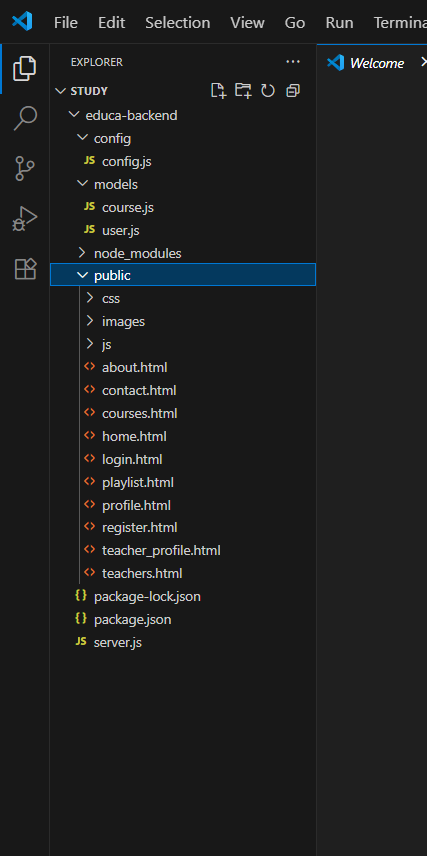 File Edit Selection View Go Run Terminal
EXPLORER ...
Welcome
STUDY
educa-backend
config
JS config.js
models
JS course.js
JS user.js
node_modules
public
css
images
js
<> about.html
<> contact.html
<> courses.html
<> home.html
<> login.html
<> playlist.html
<> profile.html
<> register.html
<> teacher_profile.html
<> teachers.html
{} package-lock.json
{} package.json
JS server.js